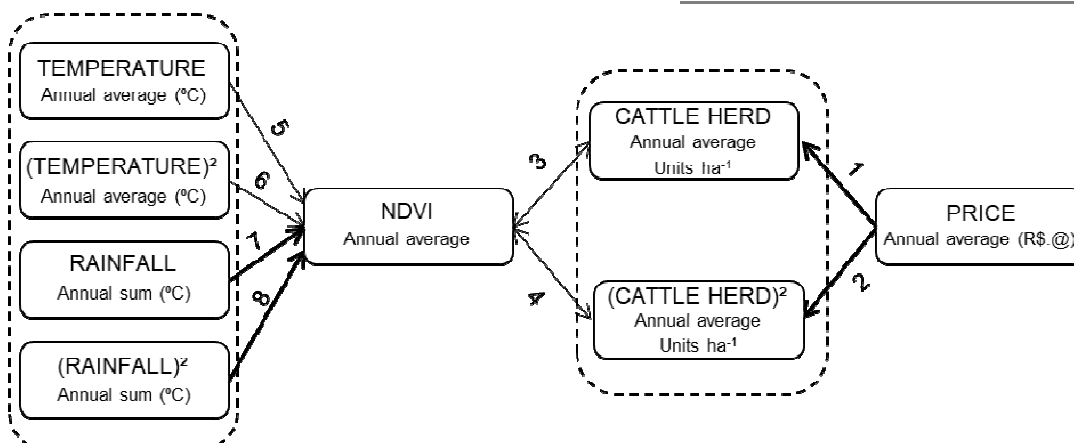 TEMPERATURE
Annual average (ºC)
(TEMPERATURE)²
Annual average (ºC)
RAINFALL
Annual sum (ºC)
(RAINFALL)²
Annual sum (ºC)
5
6
7
8
NDVI
Annual average
3
4
CATTLE HERD
Annual average
Units ha⁻¹
(CATTLE HERD)²
Annual average
Units ha⁻¹
1
2
PRICE
Annual average (R$.@)